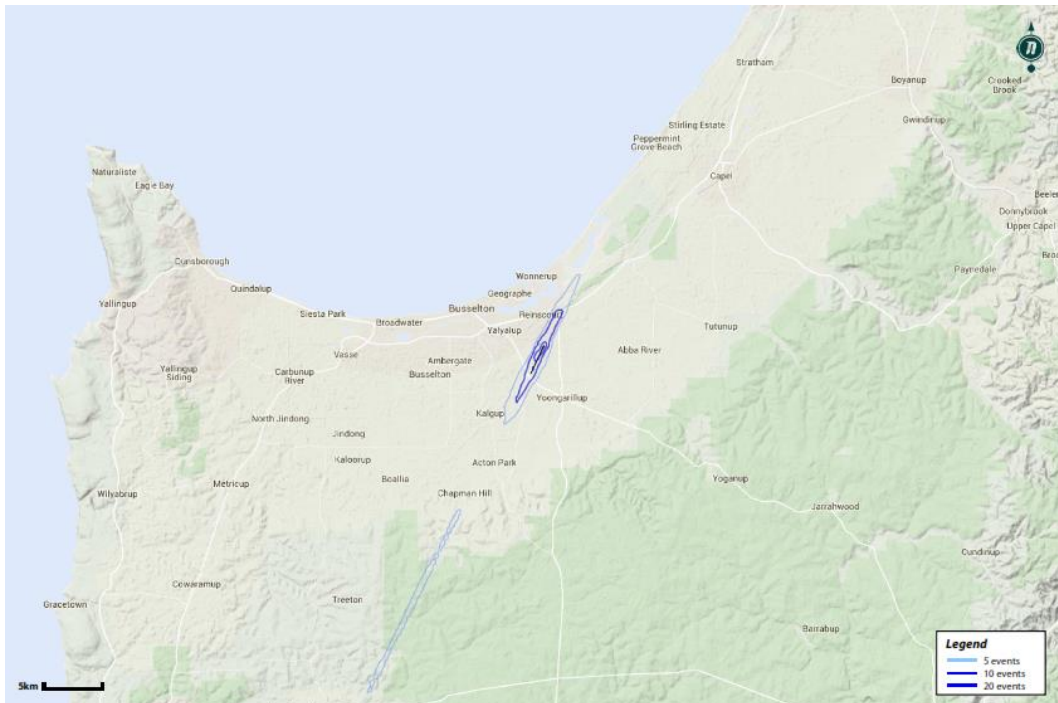 Stratham
Boyanup
Crooked
Brook
Gwindinup
Stirling Estate
Peppermint
Grove Beach
Capel
Naturaliste
Eagle Bay
Donnybrook
Upper Capel
Dunsborough
Wonnerup
Paynedale
Quindalup
Geographe
Yallingup
Siesta Park
Busselton
Broadwater
Reinscourt
Yalyalup
Tutunup
Vasse
Abba River
Ambergate
Yallingup
Siding
Carbunup
River
Busselton
Yoongarillup
Kalgup
North Jindong
Jindong
Kaloorup
Acton Park
Boallia
Yoganup
Metricup
Chapman Hill
Wilyabrup
Jarrahwood
Cundinup
Cowaramup
Treeton
Gracetown
Barrabup
Legend
5 events
10 events
20 events
5km